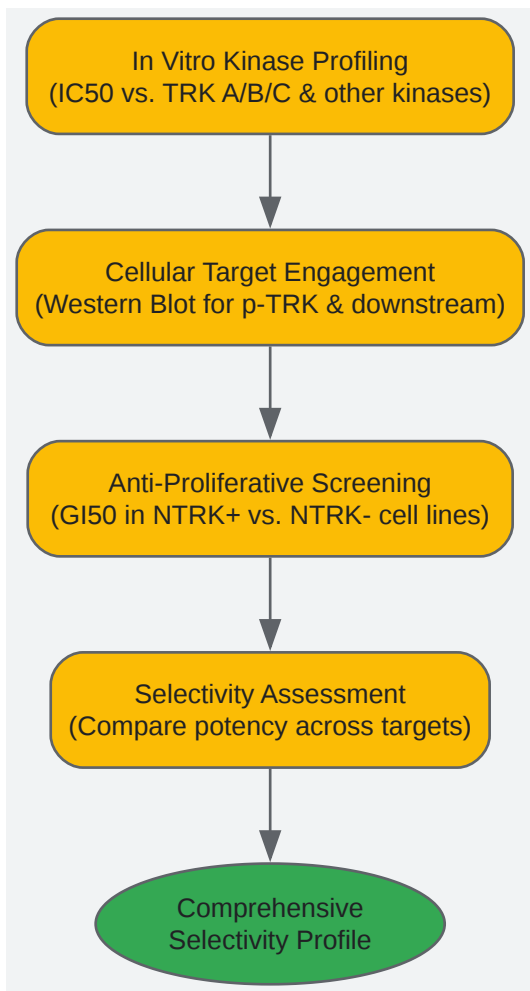 In Vitro Kinase Profiling
(IC50 vs. TRK A/B/C & other kinases)
Cellular Target Engagement
(Western Blot for p-TRK & downstream)
Anti-Proliferative Screening
(GI50 in NTRK+ vs. NTRK- cell lines)
Selectivity Assessment
(Compare potency across targets)
Comprehensive
Selectivity Profile